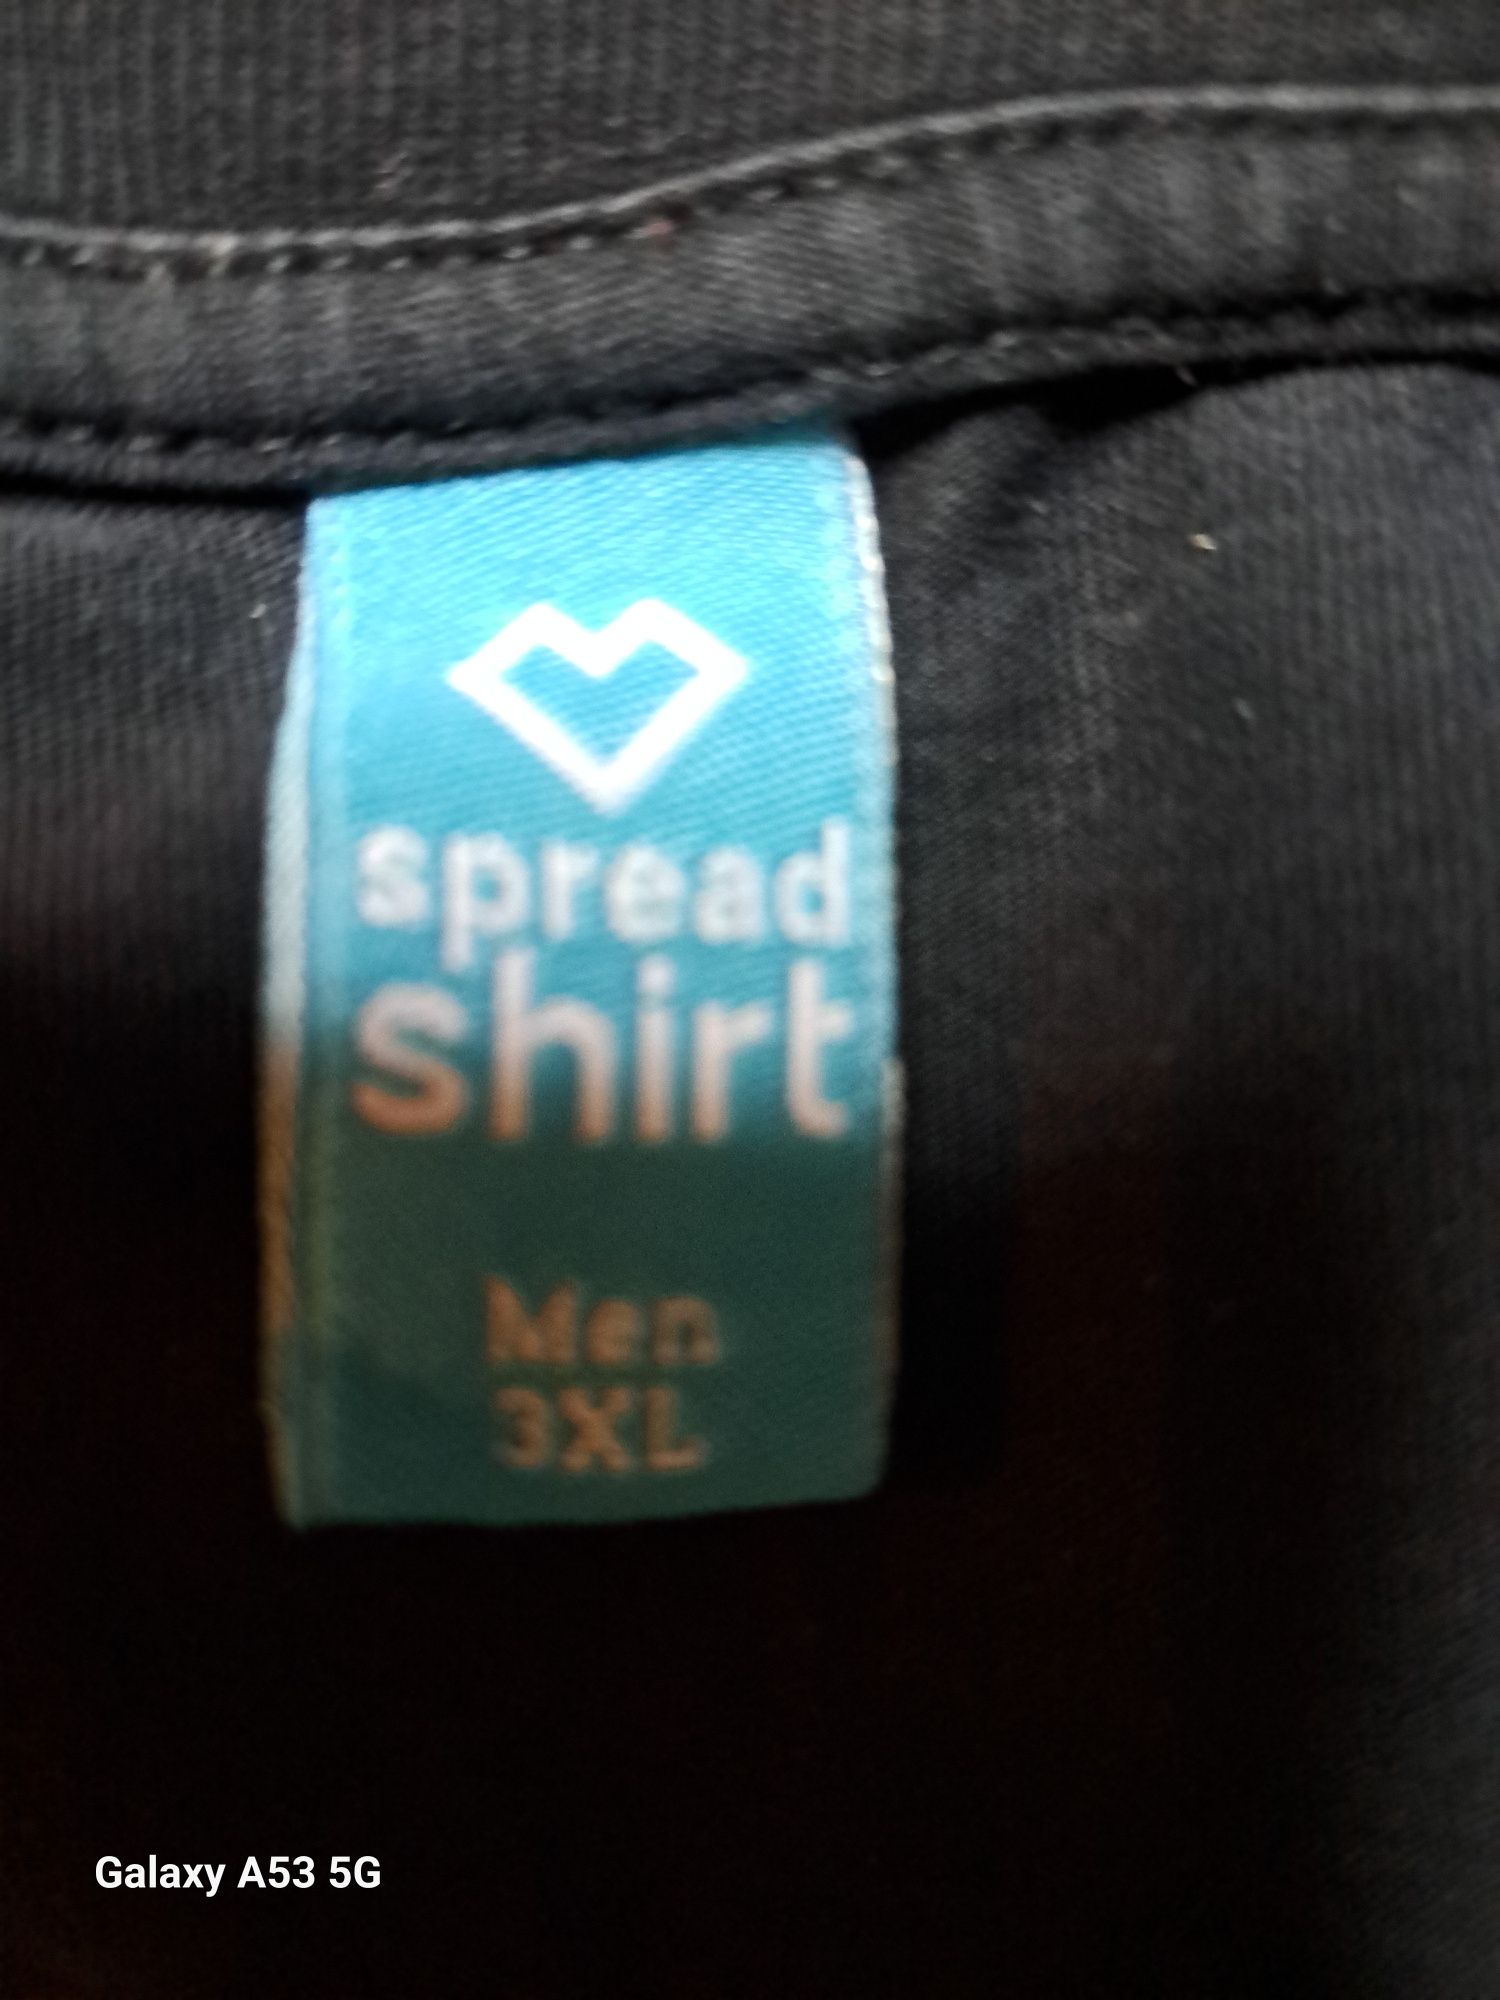 spread
shirt
Men
3XL
Galaxy A53 5G